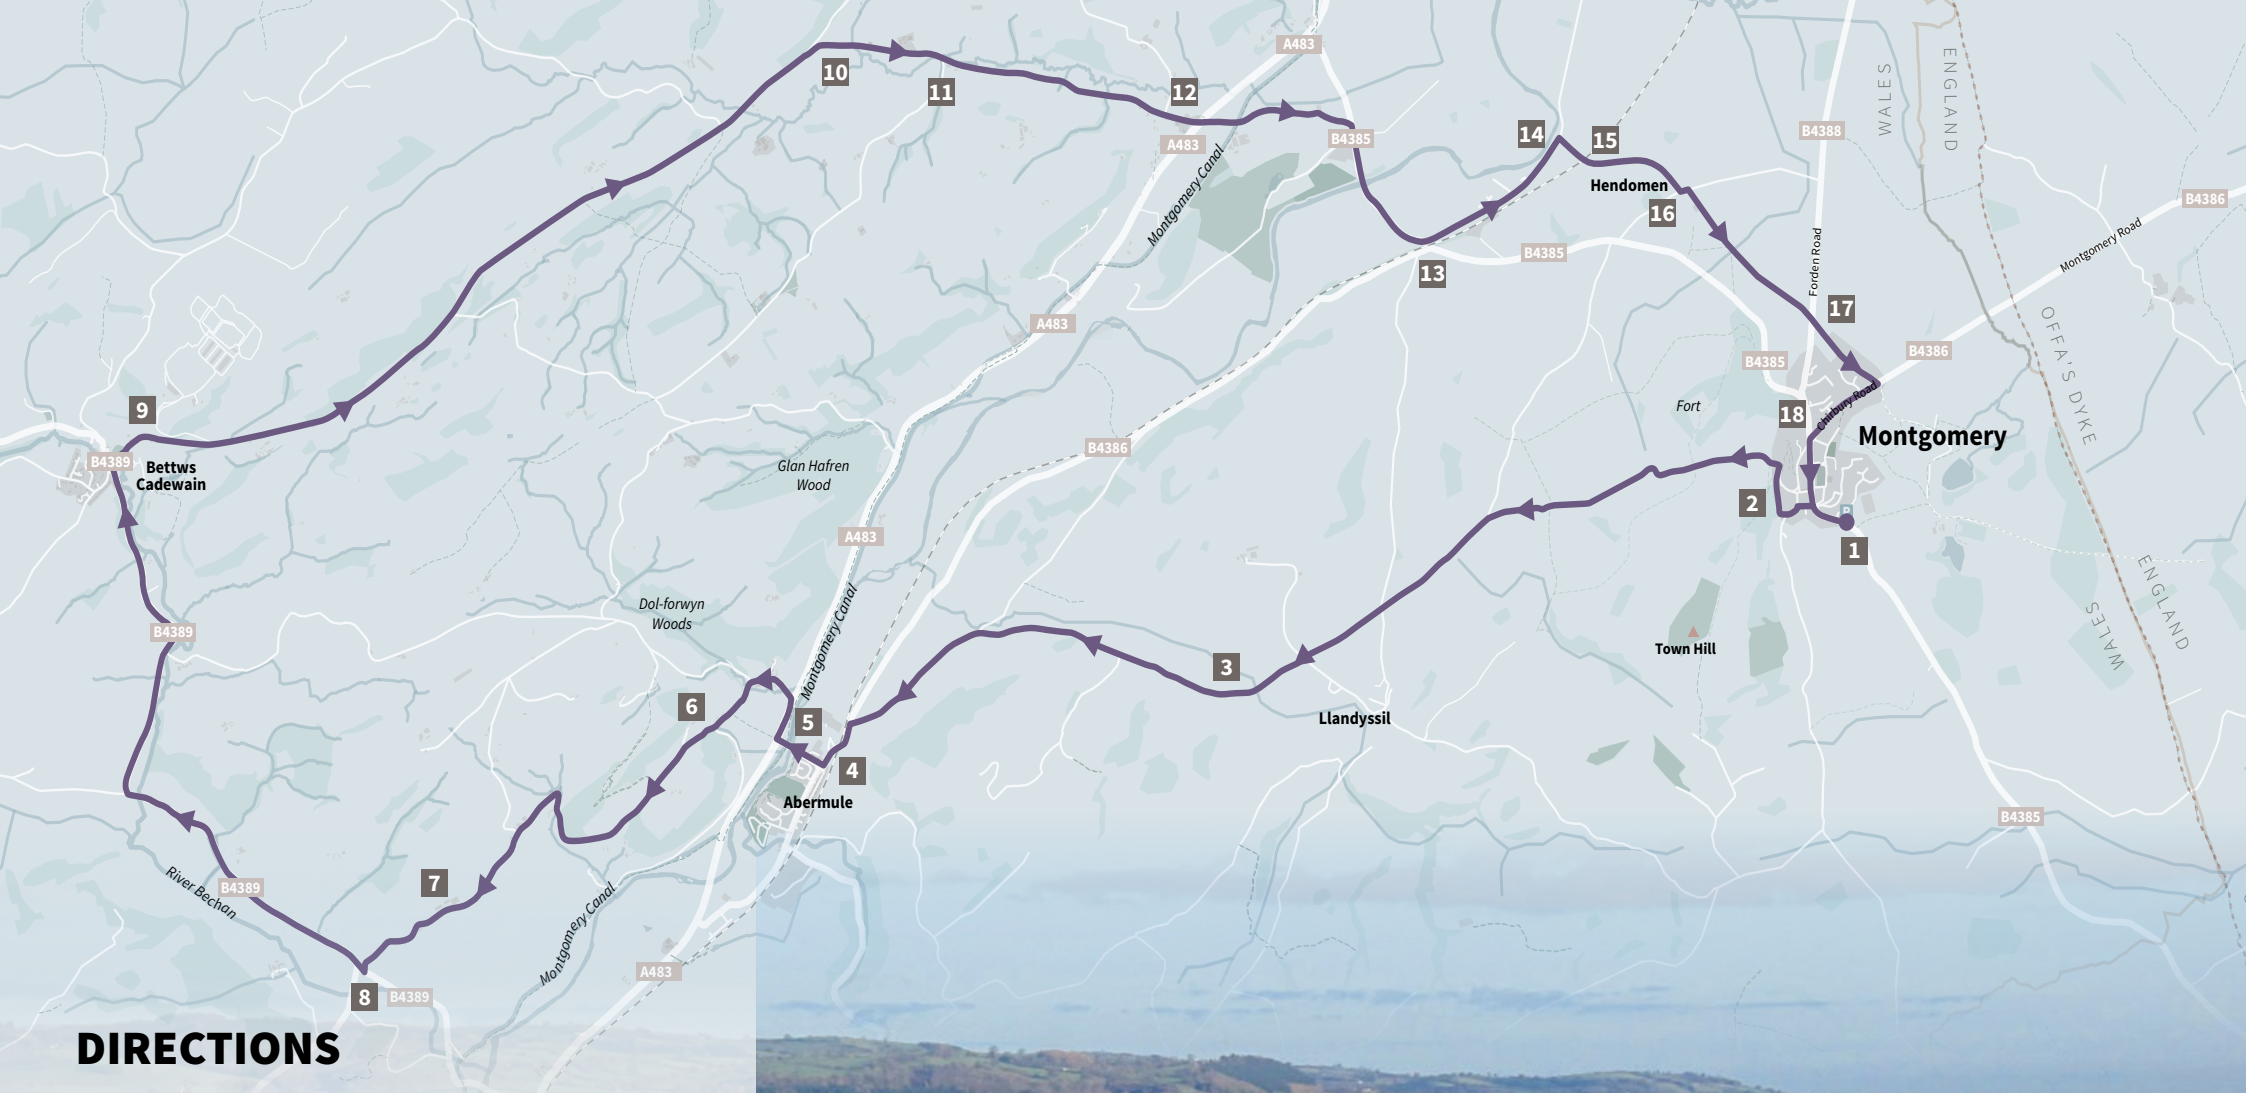 A483
10
11
12
WALES
ENGLAND
A483
B4385
B4388
14
15
Hendomen
16
B4386
Montgomery Canal
Montgomery Road
Forden Road
B4385
13
17
A483
OFFA'S DYKE
B4385
B4386
9
Fort
18
Chirbury Road
Montgomery
B4389
Bettws
Cadewain
B4386
Glan Hafren
Wood
2
P
1
A483
Dol-forwyn
Woods
Montgomery Canal
ENGLAND
WALES
B4389
Town Hill
3
6
5
Llandyssil
4
Abermule
B4385
7
River Bechan
B4389
Montgomery Canal
A483
8
B4389
DIRECTIONS